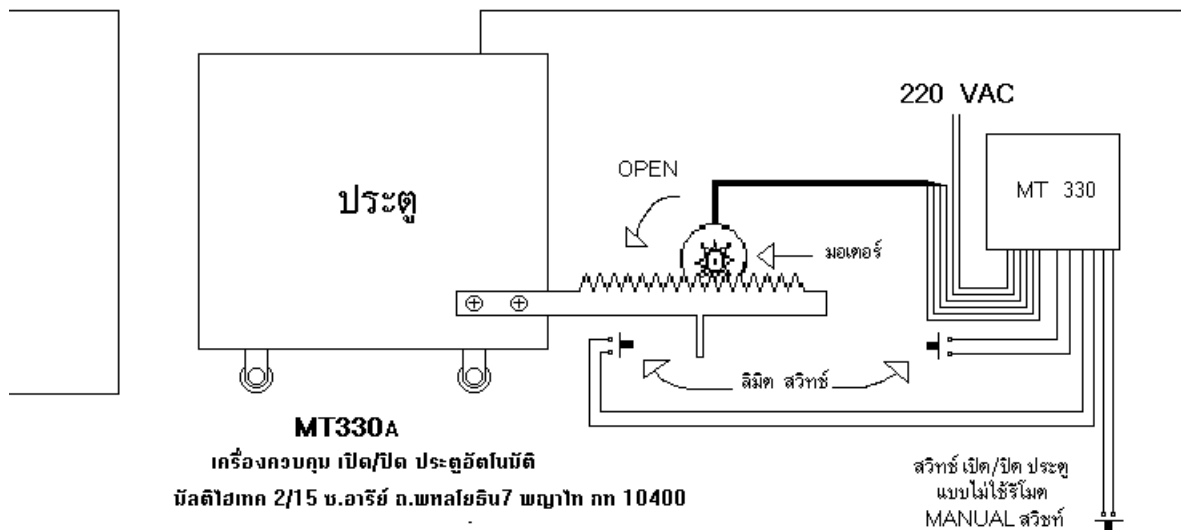 220 VAC
OPEN
MT 330
ประตู
มอเตอร์
ลิมิต สวิทช์
MT330A
เครื่องควบคุม เปิด/ปิด ประตูอัตโนมัติ
มัลติไฮเทค 2/15 ซ.อารีย์ ถ.พหลโยธิน7 พญาไท กท 10400
สวิทช์ เปิด/ปิด ประตู
แบบไม่ใช้รีโมต
MANUAL สวิชท์